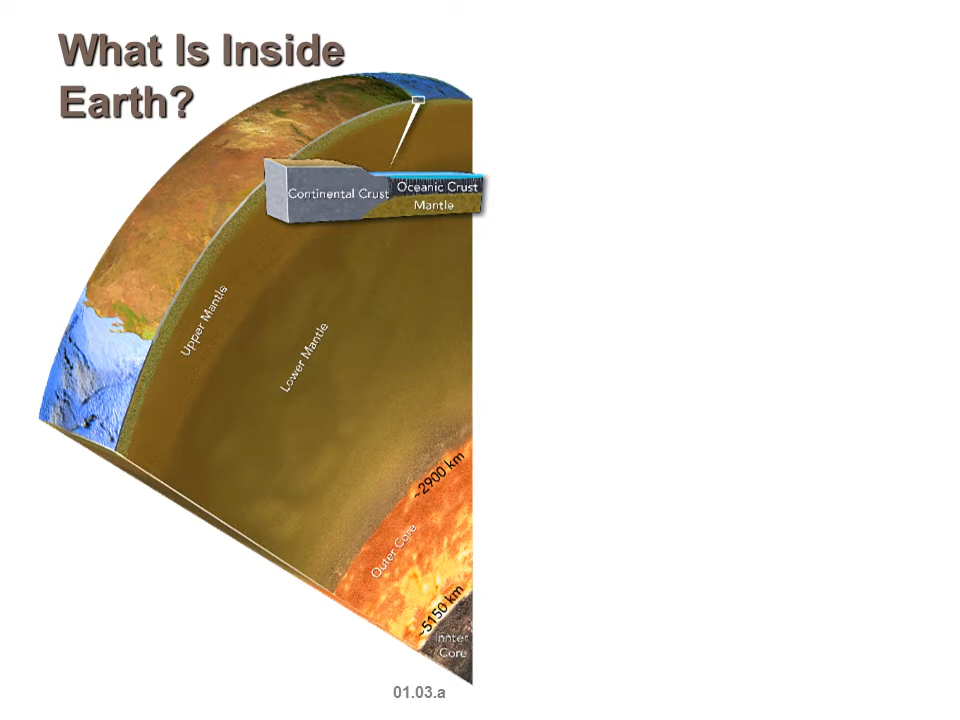 What Is Inside
Earth?
Continental Crust
Oceanic Crust
Mantle
Upper Mantle
Lower Mantle
~2900 km
Outer Core
~5150 km
Innter
Core
01.03.a